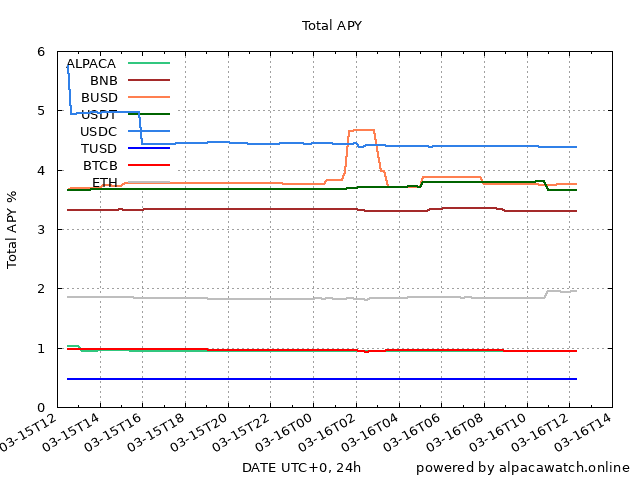 Total APY
6
5
4
3
2
1
0
Total APY %
ALPACA
BNB
BUSD
USDT
USDC
TUSD
BTCB
ETH
03-15T12
03-15T14
03-15T16
03-15T18
03-15T20
03-15T22
03-16T00
03-16T02
03-16T04
03-16T06
03-16T08
03-16T10
03-16T12
03-16T14
DATE UTC+0, 24h
powered by alpacawatch.online